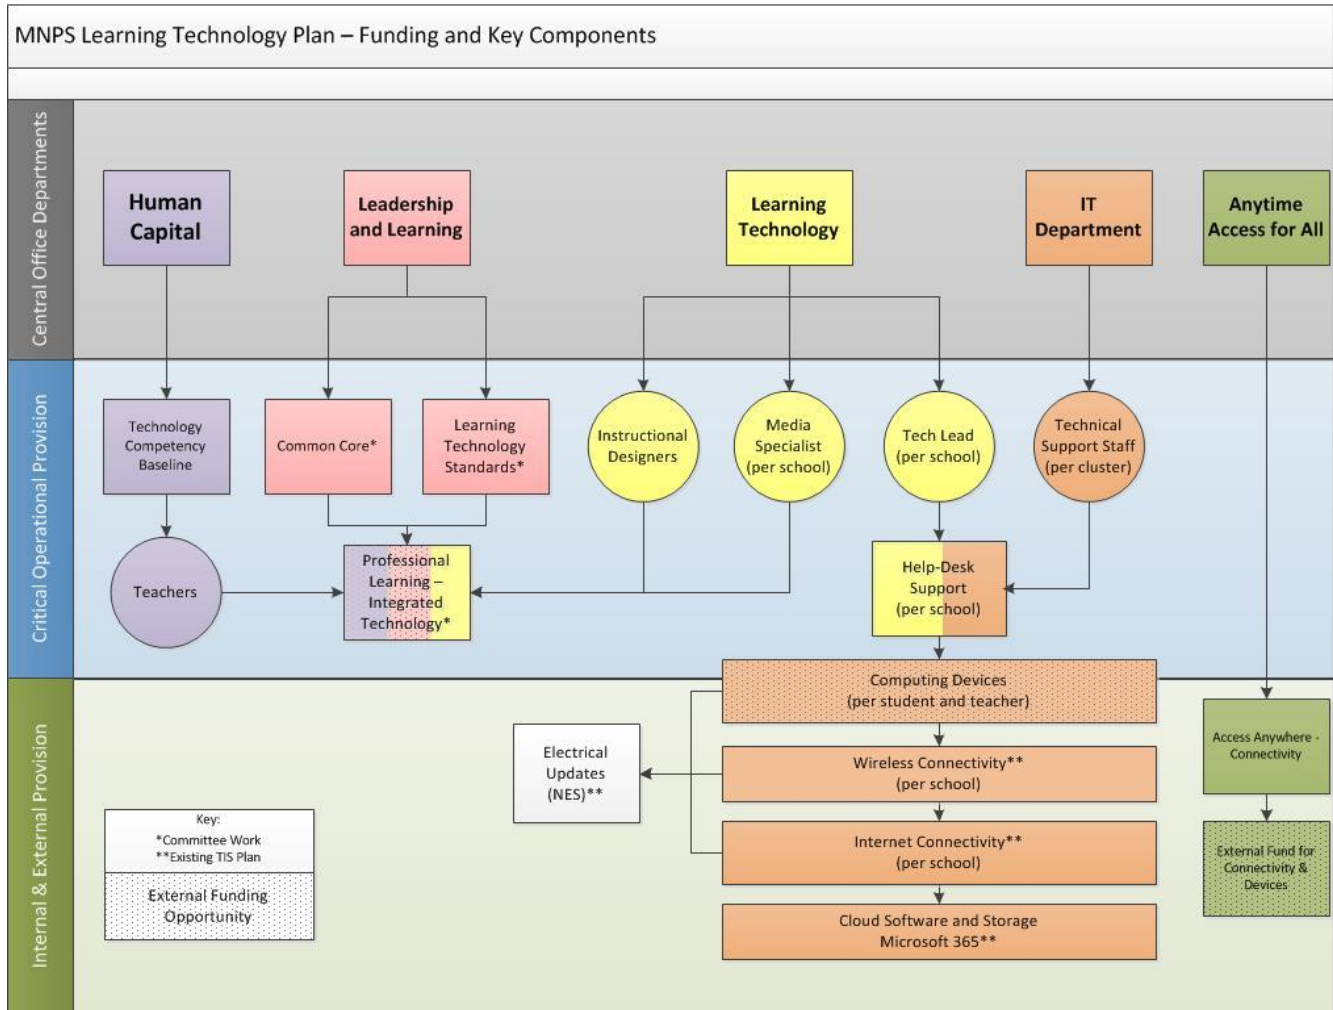 MNPS Learning Technology Plan – Funding and Key Components
Central Office Departments
Human
Capital
Leadership
and Learning
Learning
Technology
IT
Department
Anytime
Access for All
Critical Operational Provision
Technology
Competency
Baseline
Common Core*
Learning
Technology
Standards*
Instructional
Designers
Media
Specialist
(per school)
Tech Lead
(per school)
Technical
Support Staff
(per cluster)
Teachers
Professional
Learning –
Integrated
Technology*
Help-Desk
Support
(per school)
Internal & External Provision
Computing Devices
(per student and teacher)
Electrical
Updates
(NES)**
Wireless Connectivity**
(per school)
Internet Connectivity**
(per school)
Cloud Software and Storage
Microsoft 365**
Access Anywhere -
Connectivity
External Fund for
Connectivity &
Devices
Key:
*Committee Work
**Existing TIS Plan
External Funding
Opportunity